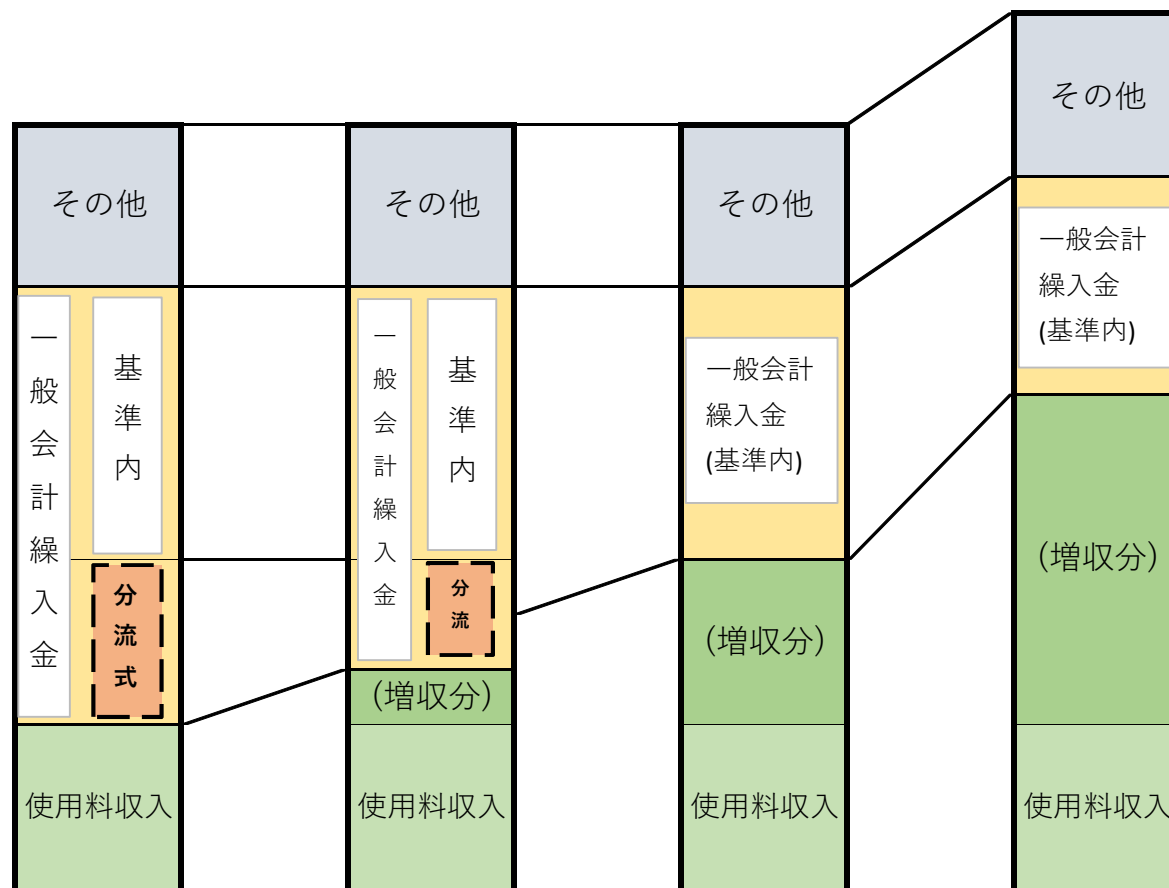 その他
一般会計繰入金
基準内
分流式
使用料収入
その他
一般会計繰入金
基準内
分流
(増収分)
使用料収入
その他
一般会計
繰入金
(基準内)
(増収分)
使用料収入
その他
一般会計
繰入金
(基準内)
(増収分)
使用料収入